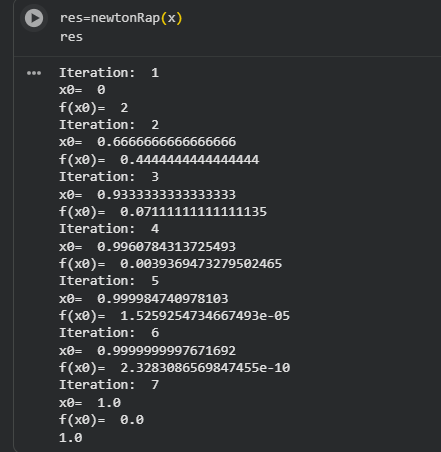 res=newtonRap(x)
res
Iteration:  1
x0=  0
f(x0)=  2
Iteration:  2
x0=  0.6666666666666666
f(x0)=  0.4444444444444444
Iteration:  3
x0=  0.9333333333333333
f(x0)=  0.07111111111111135
Iteration:  4
x0=  0.9960784313725493
f(x0)=  0.0039369473279502465
Iteration:  5
x0=  0.999984740978103
f(x0)=  1.5259254734667493e-05
Iteration:  6
x0=  0.9999999997671692
f(x0)=  2.3283086569847455e-10
Iteration:  7
x0=  1.0
f(x0)=  0.0
1.0